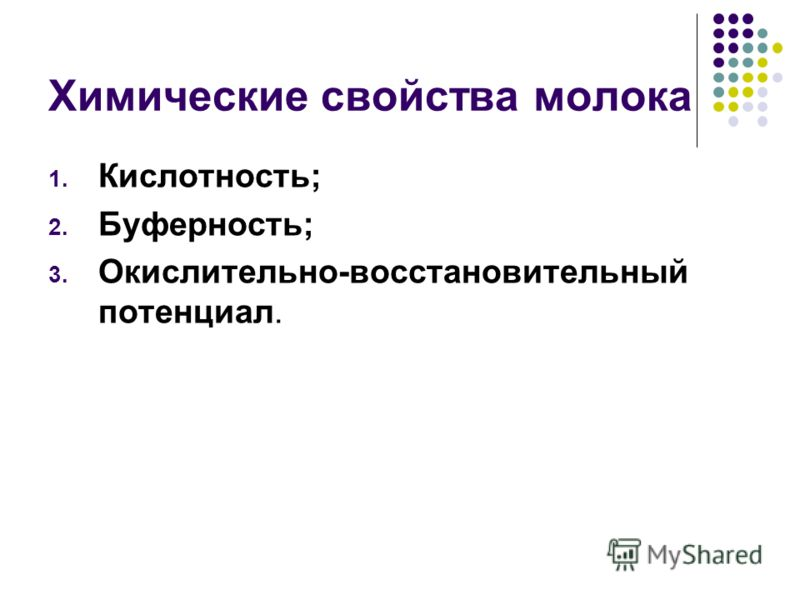 Химические свойства молока
1. Кислотность;
2. Буферность;
3. Окислительно-восстановительный
потенциал.
MyShared